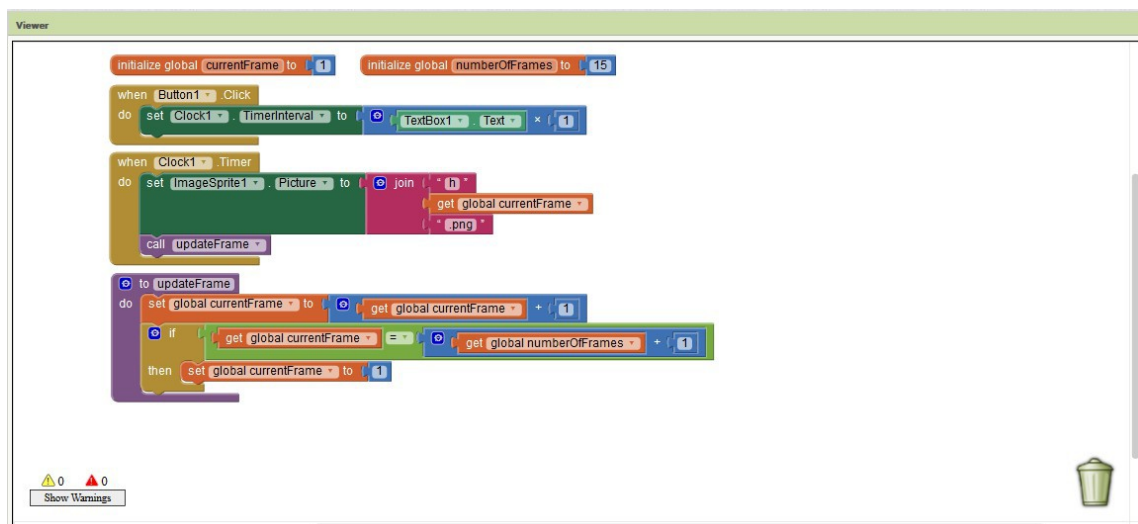 Viewer
initialize global currentFrame to 1 initialize global numberOfFrames to 15
when Button1 .Click
do set Clock1 . TimerInterval to TextBox1 . Text × 1
when Clock1 .Timer
do set ImageSprite1 . Picture to join " h "
get global currentFrame
" .png "
call updateFrame
to updateFrame
do set global currentFrame to get global currentFrame + 1
if get global currentFrame = get global numberOfFrames + 1
then set global currentFrame to 1
0 0
Show Warnings